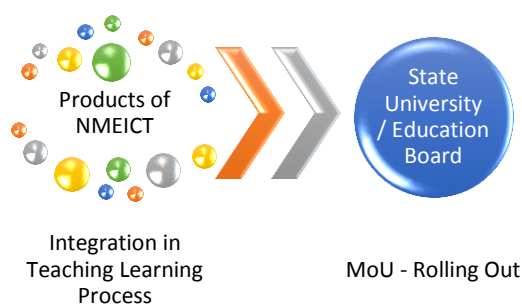 Products of
NMEICT
State
University
/ Education
Board
Integration in
Teaching Learning
Process
MoU - Rolling Out